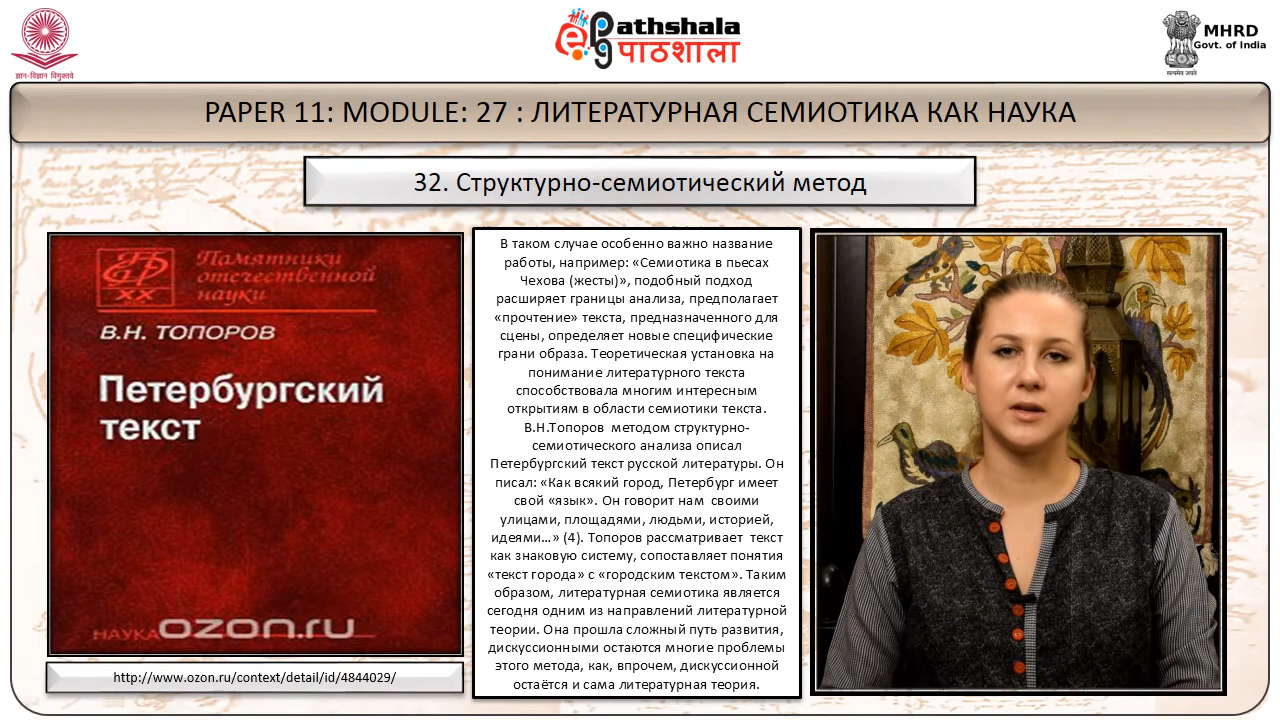 ज्ञान-विज्ञान विमुक्तये
ePg
athshala
पाठशाला
MHRD
Govt. of India
सत्यमेव जयते
PAPER 11: MODULE: 27 : ЛИТЕРАТУРНАЯ СЕМИОТИКА КАК НАУКА
32. Структурно-семиотический метод
XX
Памятники
отечественной
науки
В.Н. ТОПОРОВ
Петербургский
текст
НАУКА
OZON.RU
http://www.ozon.ru/context/detail/id/4844029/
В таком случае особенно важно название
работы, например: «Семиотика в пьесах
Чехова (жесты)», подобный подход
расширяет границы анализа, предполагает
«прочтение» текста, предназначенного для
сцены, определяет новые специфические
грани образа. Теоретическая установка на
понимание литературного текста
способствовала многим интересным
открытиям в области семиотики текста.
В.Н.Топоров методом структурно-
семиотического анализа описал
Петербургский текст русской литературы. Он
писал: «Как всякий город, Петербург имеет
свой «язык». Он говорит нам своими
улицами, площадями, людьми, историей,
идеями…» (4). Топоров рассматривает текст
как знаковую систему, сопоставляет понятия
«текст города» с «городским текстом». Таким
образом, литературная семиотика является
сегодня одним из направлений литературной
теории. Она прошла сложный путь развития,
дискуссионными остаются многие проблемы
этого метода, как, впрочем, дискуссионной
остаётся и сама литературная теория.